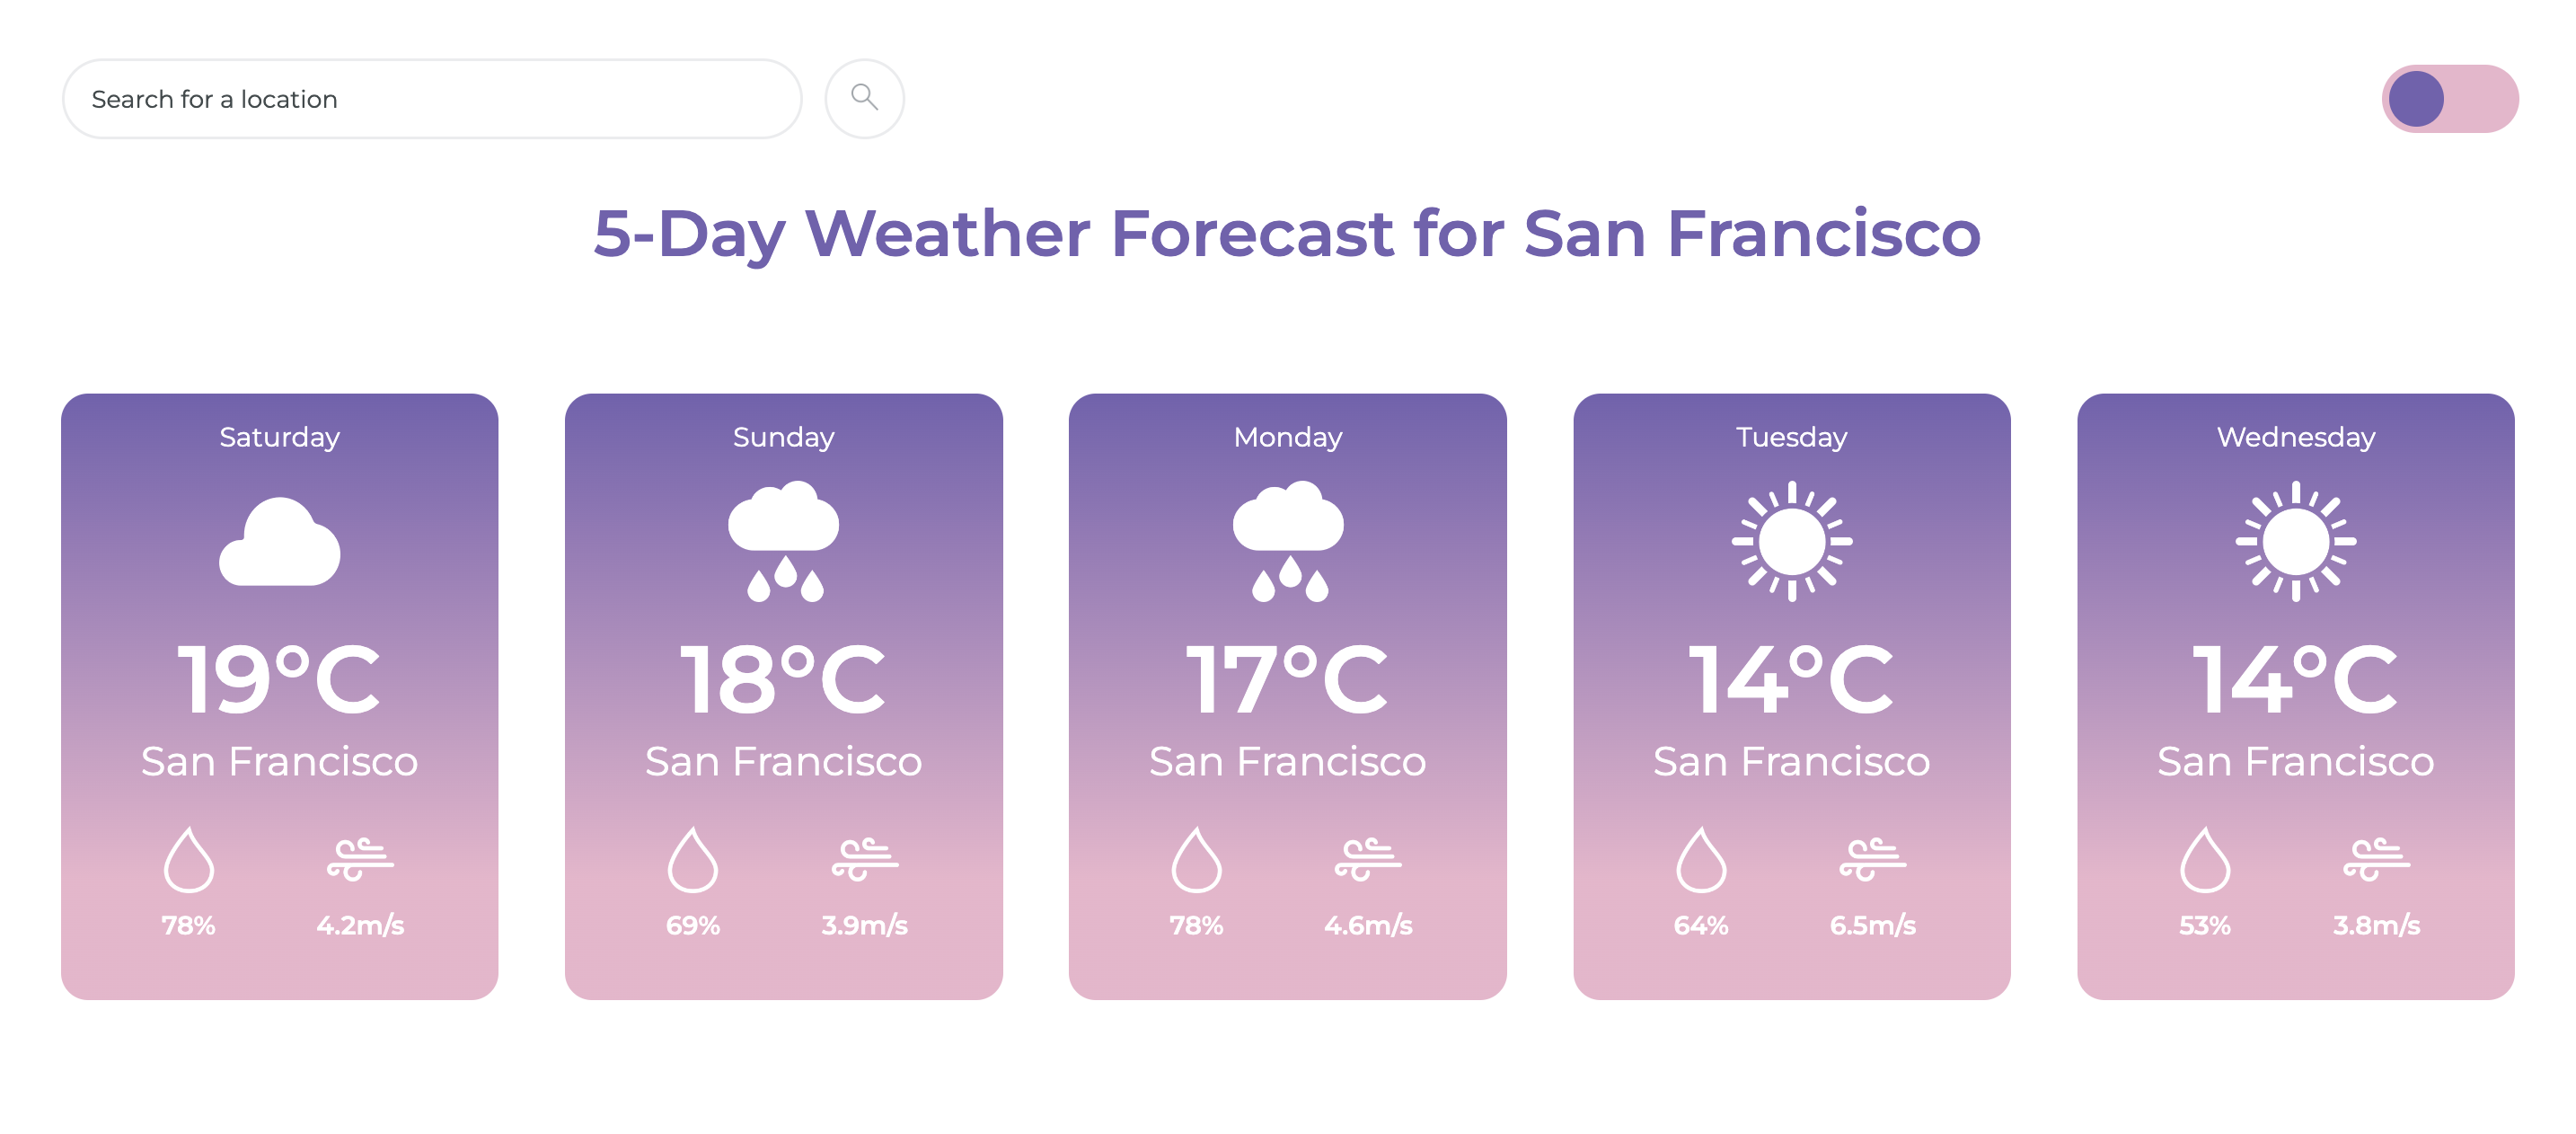 Search for a location
5-Day Weather Forecast for San Francisco
Saturday
19°C
San Francisco
78% 4.2m/s
Sunday
18°C
San Francisco
69% 3.9m/s
Monday
17°C
San Francisco
78% 4.6m/s
Tuesday
14°C
San Francisco
64% 6.5m/s
Wednesday
14°C
San Francisco
53% 3.8m/s